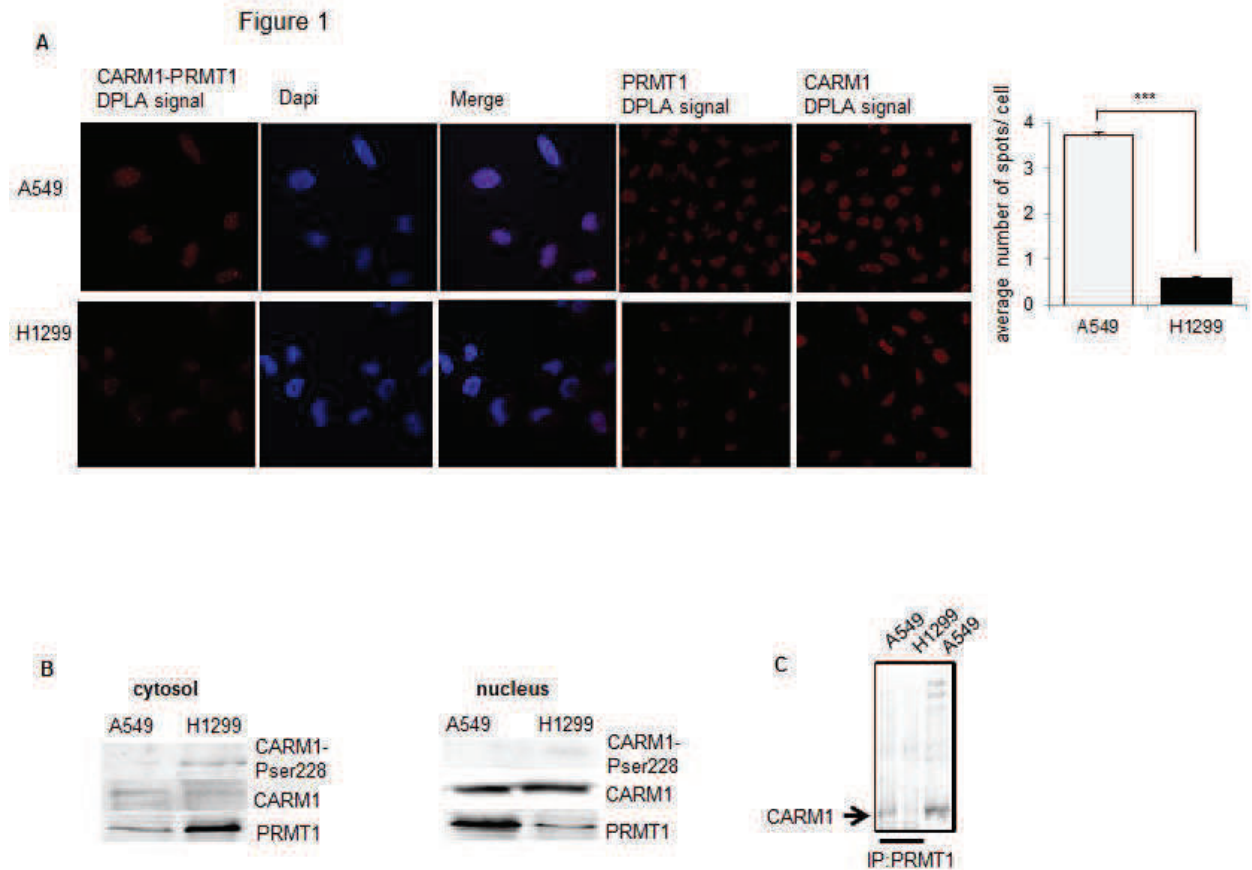 Figure 1
A
CARM1-PRMT1
DPLA signal
Dapi
Merge
PRMT1
DPLA signal
CARM1
DPLA signal
A549
H1299
***
average number of spots/ cell
4
3
2
1
0
A549
H1299
B
cytosol
A549
H1299
CARM1-
Pser228
CARM1
PRMT1
nucleus
A549
H1299
CARM1-
Pser228
CARM1
PRMT1
C
A549
H1299
A549
CARM1
IP:PRMT1